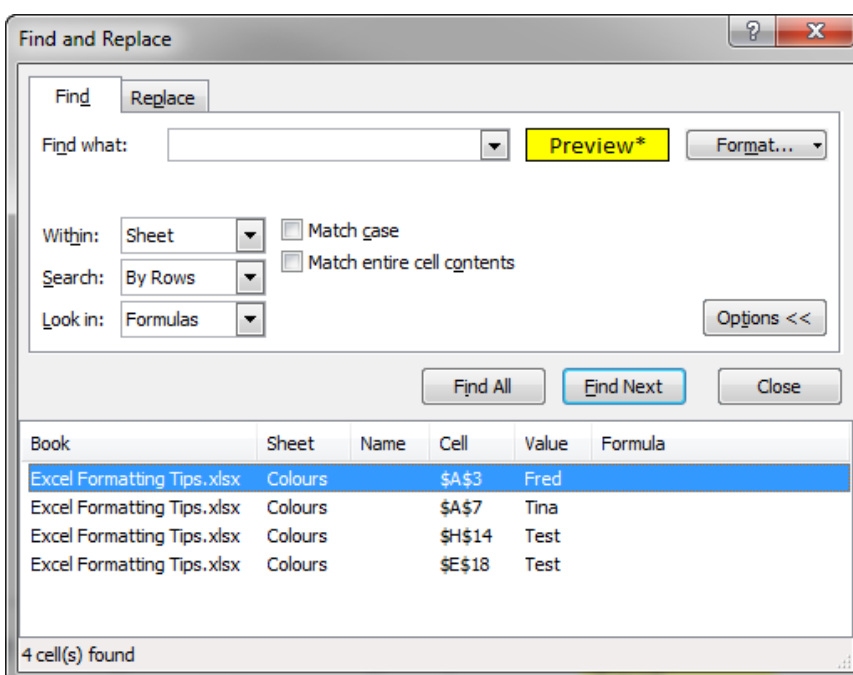 Find and Replace
Find Replace
Find what: Preview* Format...
Within: Sheet Match case
Match entire cell contents
Search: By Rows
Look in: Formulas Options <<
Find All Find Next Close
Book Sheet Name Cell Value Formula
Excel Formatting Tips.xlsx Colours $A$3 Fred
Excel Formatting Tips.xlsx Colours $A$7 Tina
Excel Formatting Tips.xlsx Colours $H$14 Test
Excel Formatting Tips.xlsx Colours $E$18 Test
4 cell(s) found